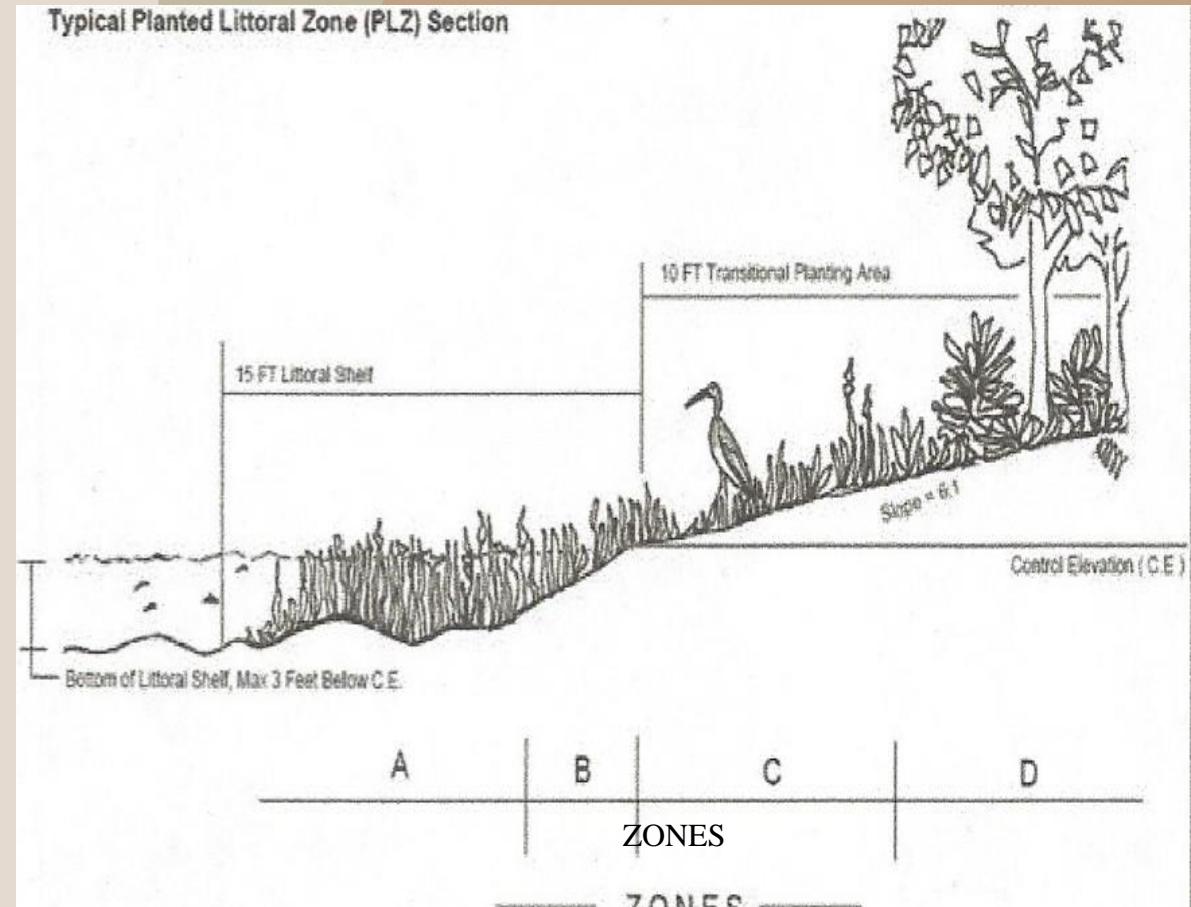 Typical Planted Littoral Zone (PLZ) Section
10 FT Transitional Planting Area
15 FT Littoral Shelf
Slope = 6:1
Control Elevation ( C.E )
Bottom of Littoral Shelf, Max 3 Feet Below C.E.
A B C D
ZONES
ZONES